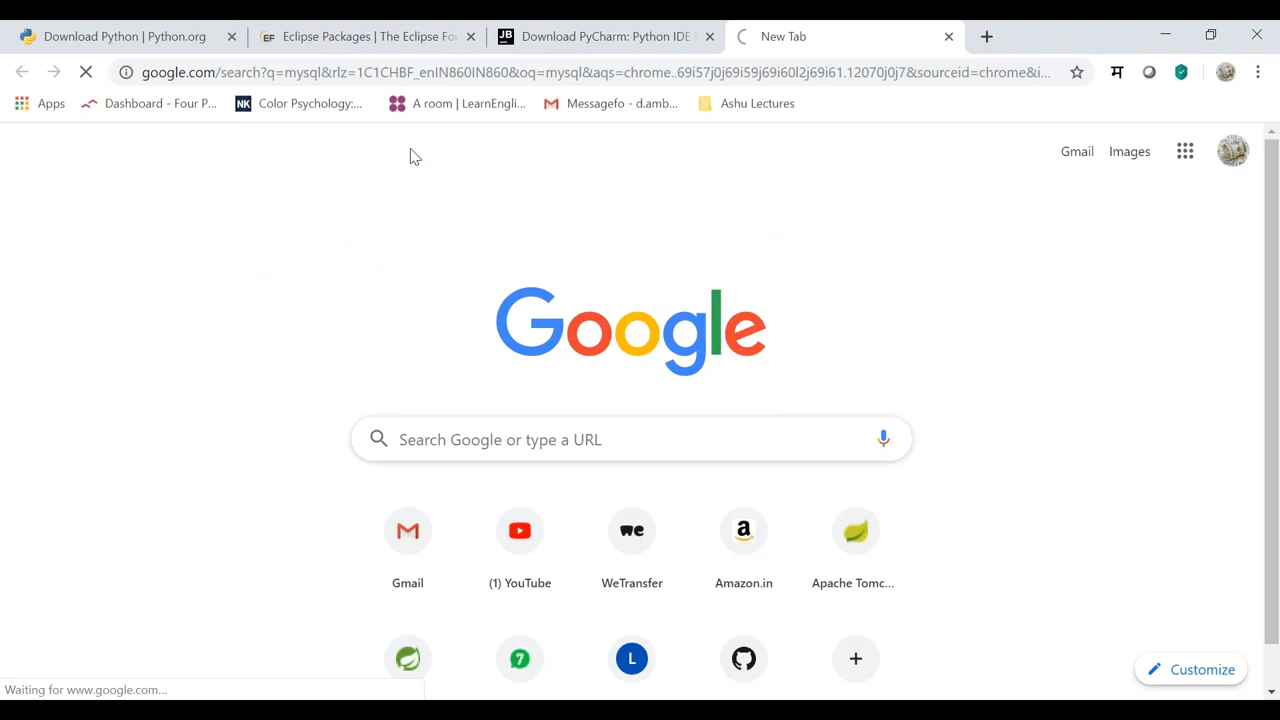 Download Python | Python.org
Eclipse Packages | The Eclipse Fou
Download PyCharm: Python IDE
New Tab
google.com/search?q=mysql&rlz=1C1CHBF_enIN860IN860&oq=mysql&aqs=chrome..69i57j0j69i59j69i60l2j69i61.12070j0j7&sourceid=chrome&i...
Apps
Dashboard - Four P...
NK Color Psychology:...
A room | LearnEngli...
Messagefo - d.amb...
Ashu Lectures
Gmail
Images
Google
Search Google or type a URL
Gmail
(1) YouTube
WeTransfer
Amazon.in
Apache Tomc...
Customize
Waiting for www.google.com...